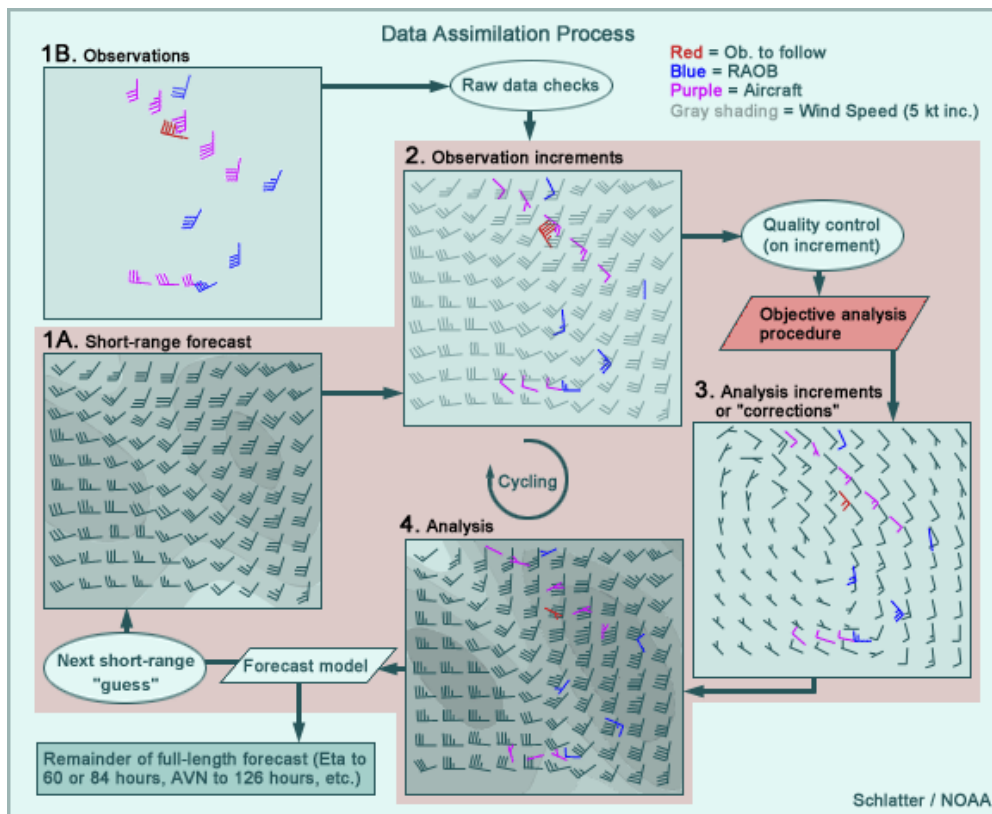 Data Assimilation Process
1B. Observations
Raw data checks
Red = Ob. to follow
Blue = RAOB
Purple = Aircraft
Gray shading = Wind Speed (5 kt inc.)
2. Observation increments
Quality control
(on increment)
Objective analysis
procedure
1A. Short-range forecast
3. Analysis increments
or "corrections"
Cycling
4. Analysis
Next short-range
"guess"
Forecast model
Remainder of full-length forecast (Eta to
60 or 84 hours, AVN to 126 hours, etc.)
Schlatter / NOAA